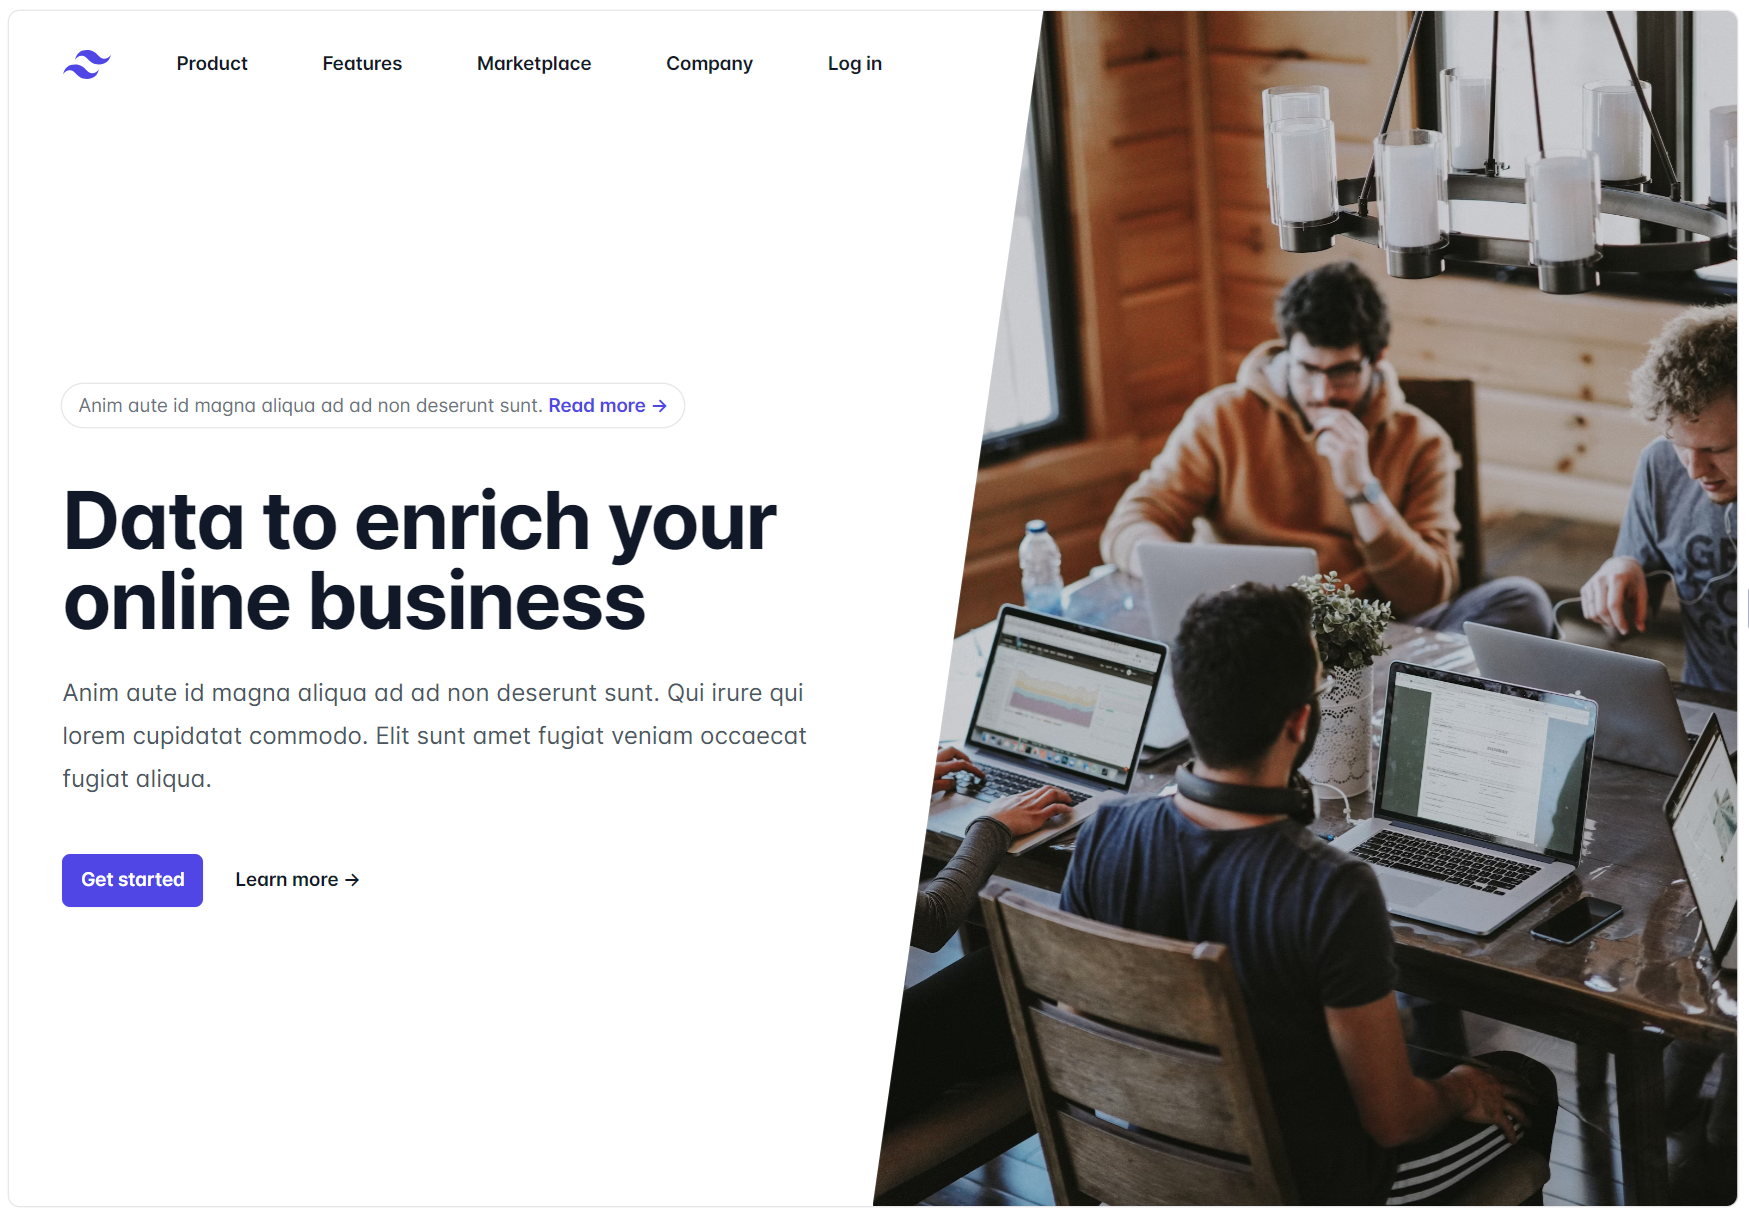 Product Features Marketplace Company Log in
Anim aute id magna aliqua ad ad non deserunt sunt. Read more →
Data to enrich your
online business
Anim aute id magna aliqua ad ad non deserunt sunt. Qui irure qui
lorem cupidatat commodo. Elit sunt amet fugiat veniam occaecat
fugiat aliqua.
Get started Learn more →